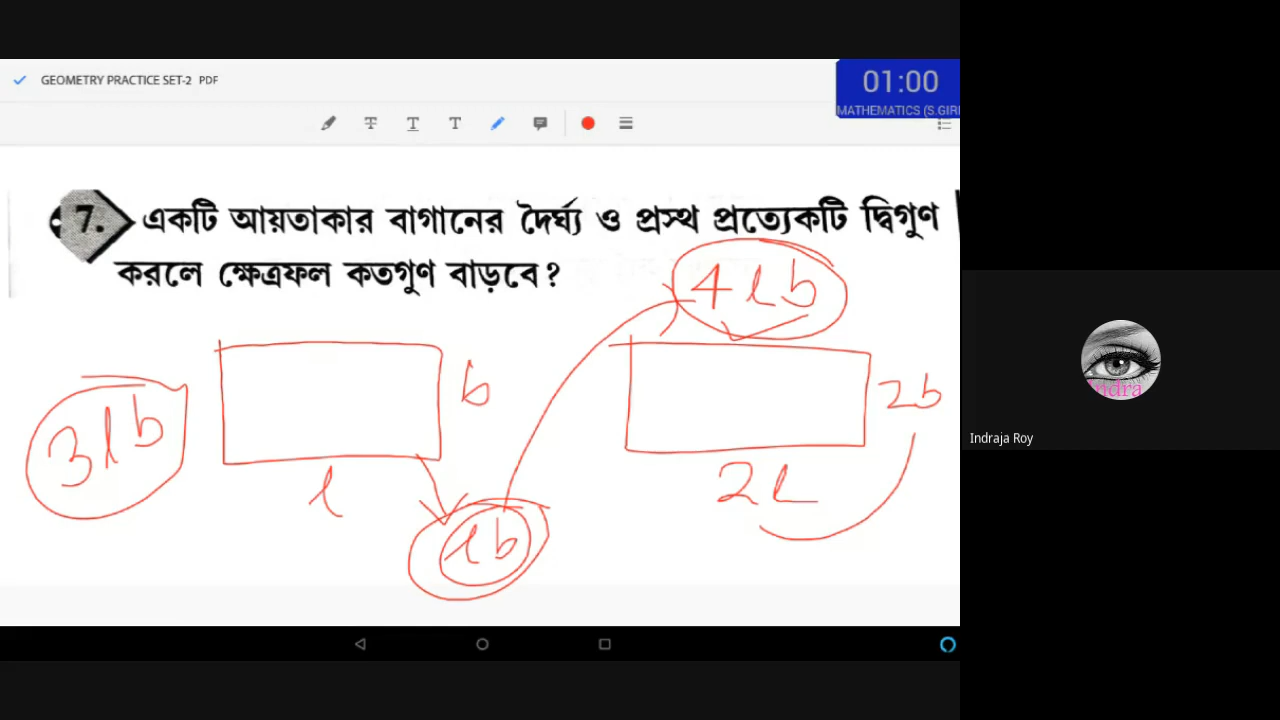 GEOMETRY PRACTICE SET-2 PDF
01:00
MATHEMATICS (S.GIRI
7. একটি আয়তাকার বাগানের দৈর্ঘ্য ও প্রস্থ প্রত্যেকটি দ্বিগুণ
করলে ক্ষেত্রফল কতগুণ বাড়বে?
4lb
3lb
b
2b
l
2l
lb
Indra
Indraja Roy